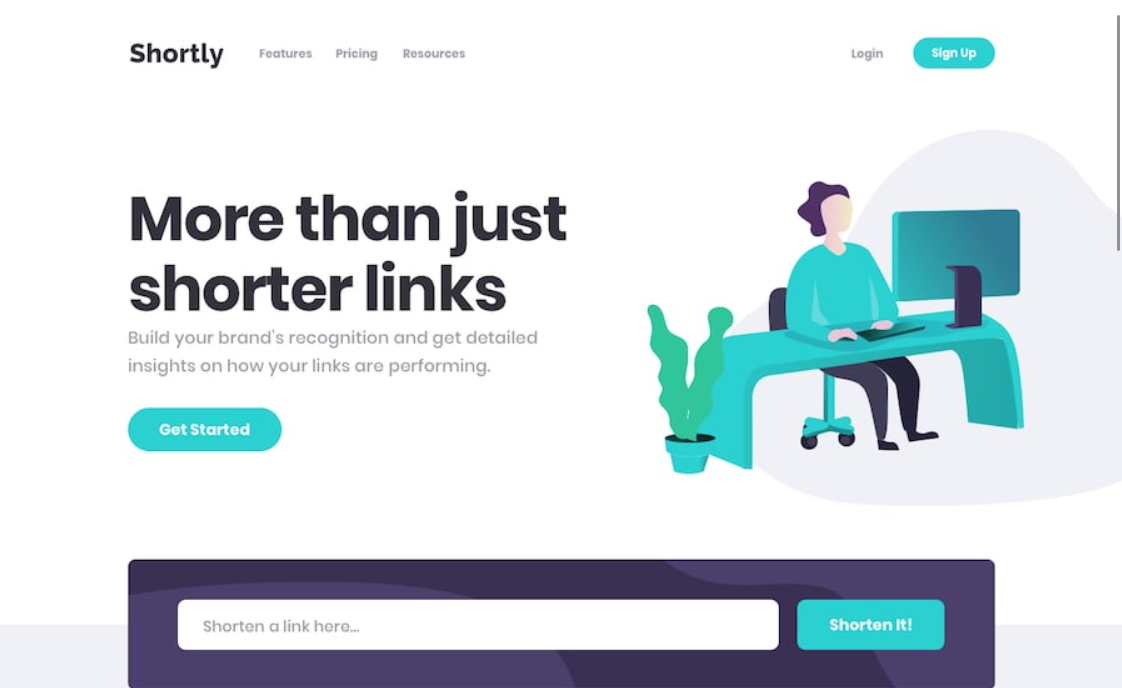 Shortly Features Pricing Resources Login Sign Up
More than just
shorter links
Build your brand's recognition and get detailed
insights on how your links are performing.
Get Started
Shorten a link here...
Shorten It!